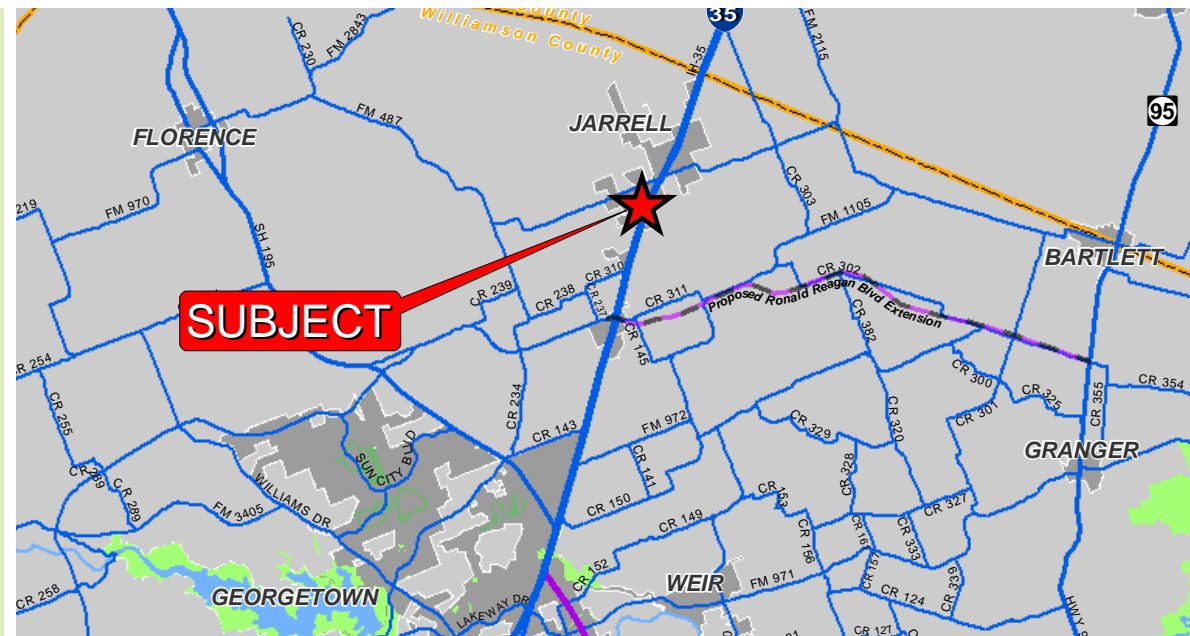 35
County
Williamson County
CR 230
FM 2843
IH-35
FM 2115
95
FLORENCE
JARRELL
FM 487
219
FM 970
CR 303
FM 1105
SH 195
BARTLETT
CR 310
CR 302
CR 239
CR 238
CR 237
CR 311
Proposed Ronald Reagan Blvd Extension
SUBJECT
CR 145
CR 382
CR 254
CR 234
CR 300
CR 325
CR 355
CR 354
CR 255
CR 143
FM 972
CR 329
CR 320
CR 301
SUN CITY BLVD
GRANGER
CR 289
CR 289
WILLIAMS DR
CR 141
CR 328
CR 153
FM 3405
CR 150
CR 149
CR 327
CR 156
CR 161
CR 333
CR 152
CR 157
WEIR
FM 971
CR 339
CR 258
GEORGETOWN
LAKEWAY DR
CR 124
CR 127
HWY 9